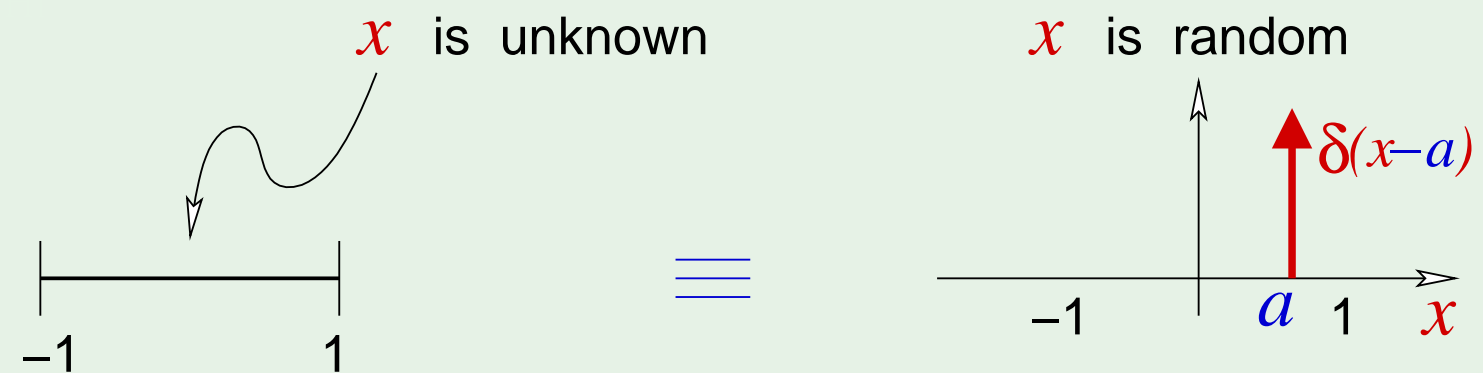 x is unknown
−1 1
≡
x is random
δ(x−a)
−1 a 1 x